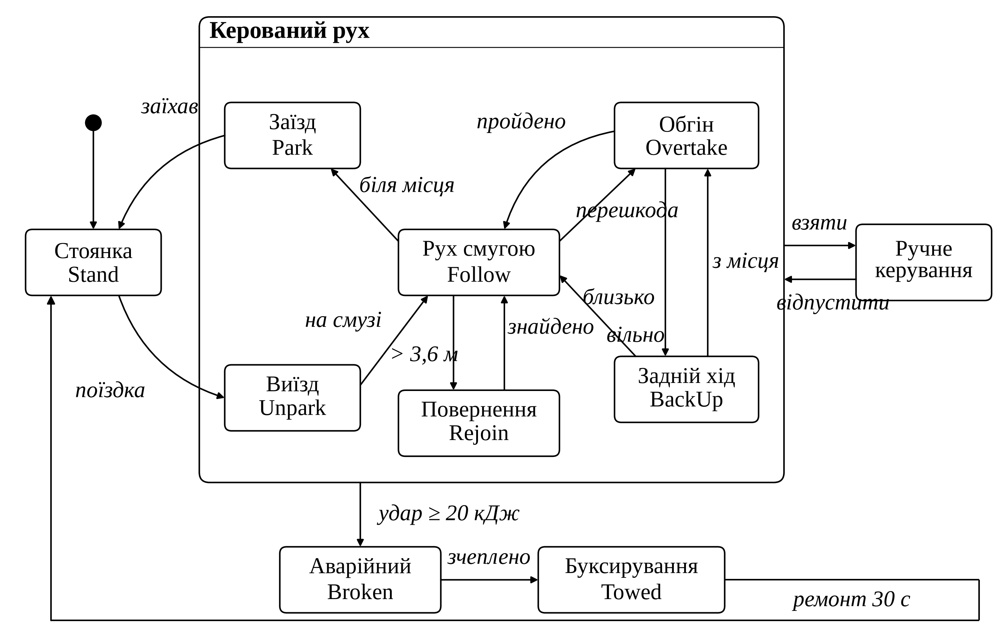 Керований рух
заїхав
Заїзд
Park
пройдено
Обгін
Overtake
біля місця
перешкода
взяти
Стоянка
Stand
Рух смугою
Follow
з місця
Ручне
керування
близько
відпустити
на смузі
знайдено
вільно
> 3,6 м
поїздка
Виїзд
Unpark
Повернення
Rejoin
Задній хід
BackUp
удар ≥ 20 кДж
Аварійний
Broken
зчеплено
Буксирування
Towed
ремонт 30 с